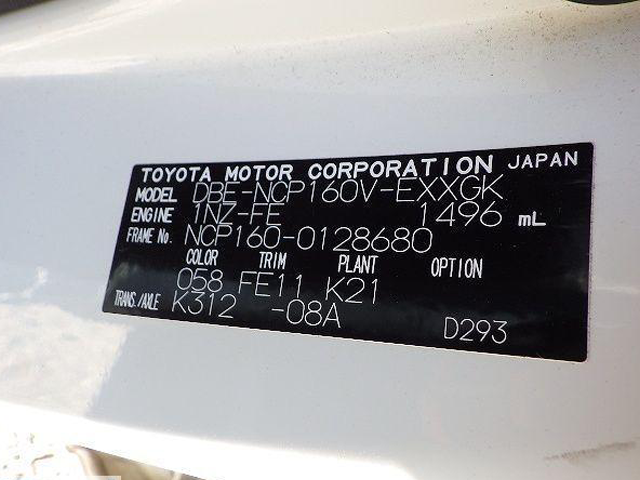 TOYOTA MOTOR CORPORATION JAPAN
MODEL DBE-NCP160V-EXXGK
ENGINE 1NZ-FE 1496 mL
FRAME No. NCP160-0128680
COLOR TRIM PLANT OPTION
058 FE11 K21
TRANS./AXLE K312 -08A
D293